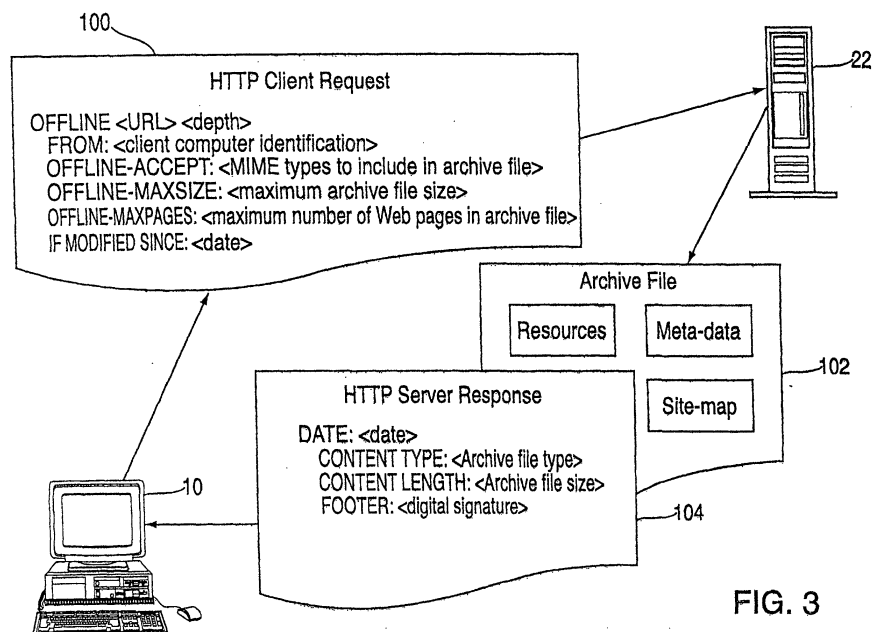 100
HTTP Client Request
OFFLINE <URL> <depth>
FROM: <client computer identification>
OFFLINE-ACCEPT: <MIME types to include in archive file>
OFFLINE-MAXSIZE: <maximum archive file size>
OFFLINE-MAXPAGES: <maximum number of Web pages in archive file>
IF MODIFIED SINCE: <date>
22
Archive File
Resources
Meta-data
Site-map
102
HTTP Server Response
DATE: <date>
CONTENT TYPE: <Archive file type>
CONTENT LENGTH: <Archive file size>
FOOTER: <digital signature>
104
10
FIG. 3